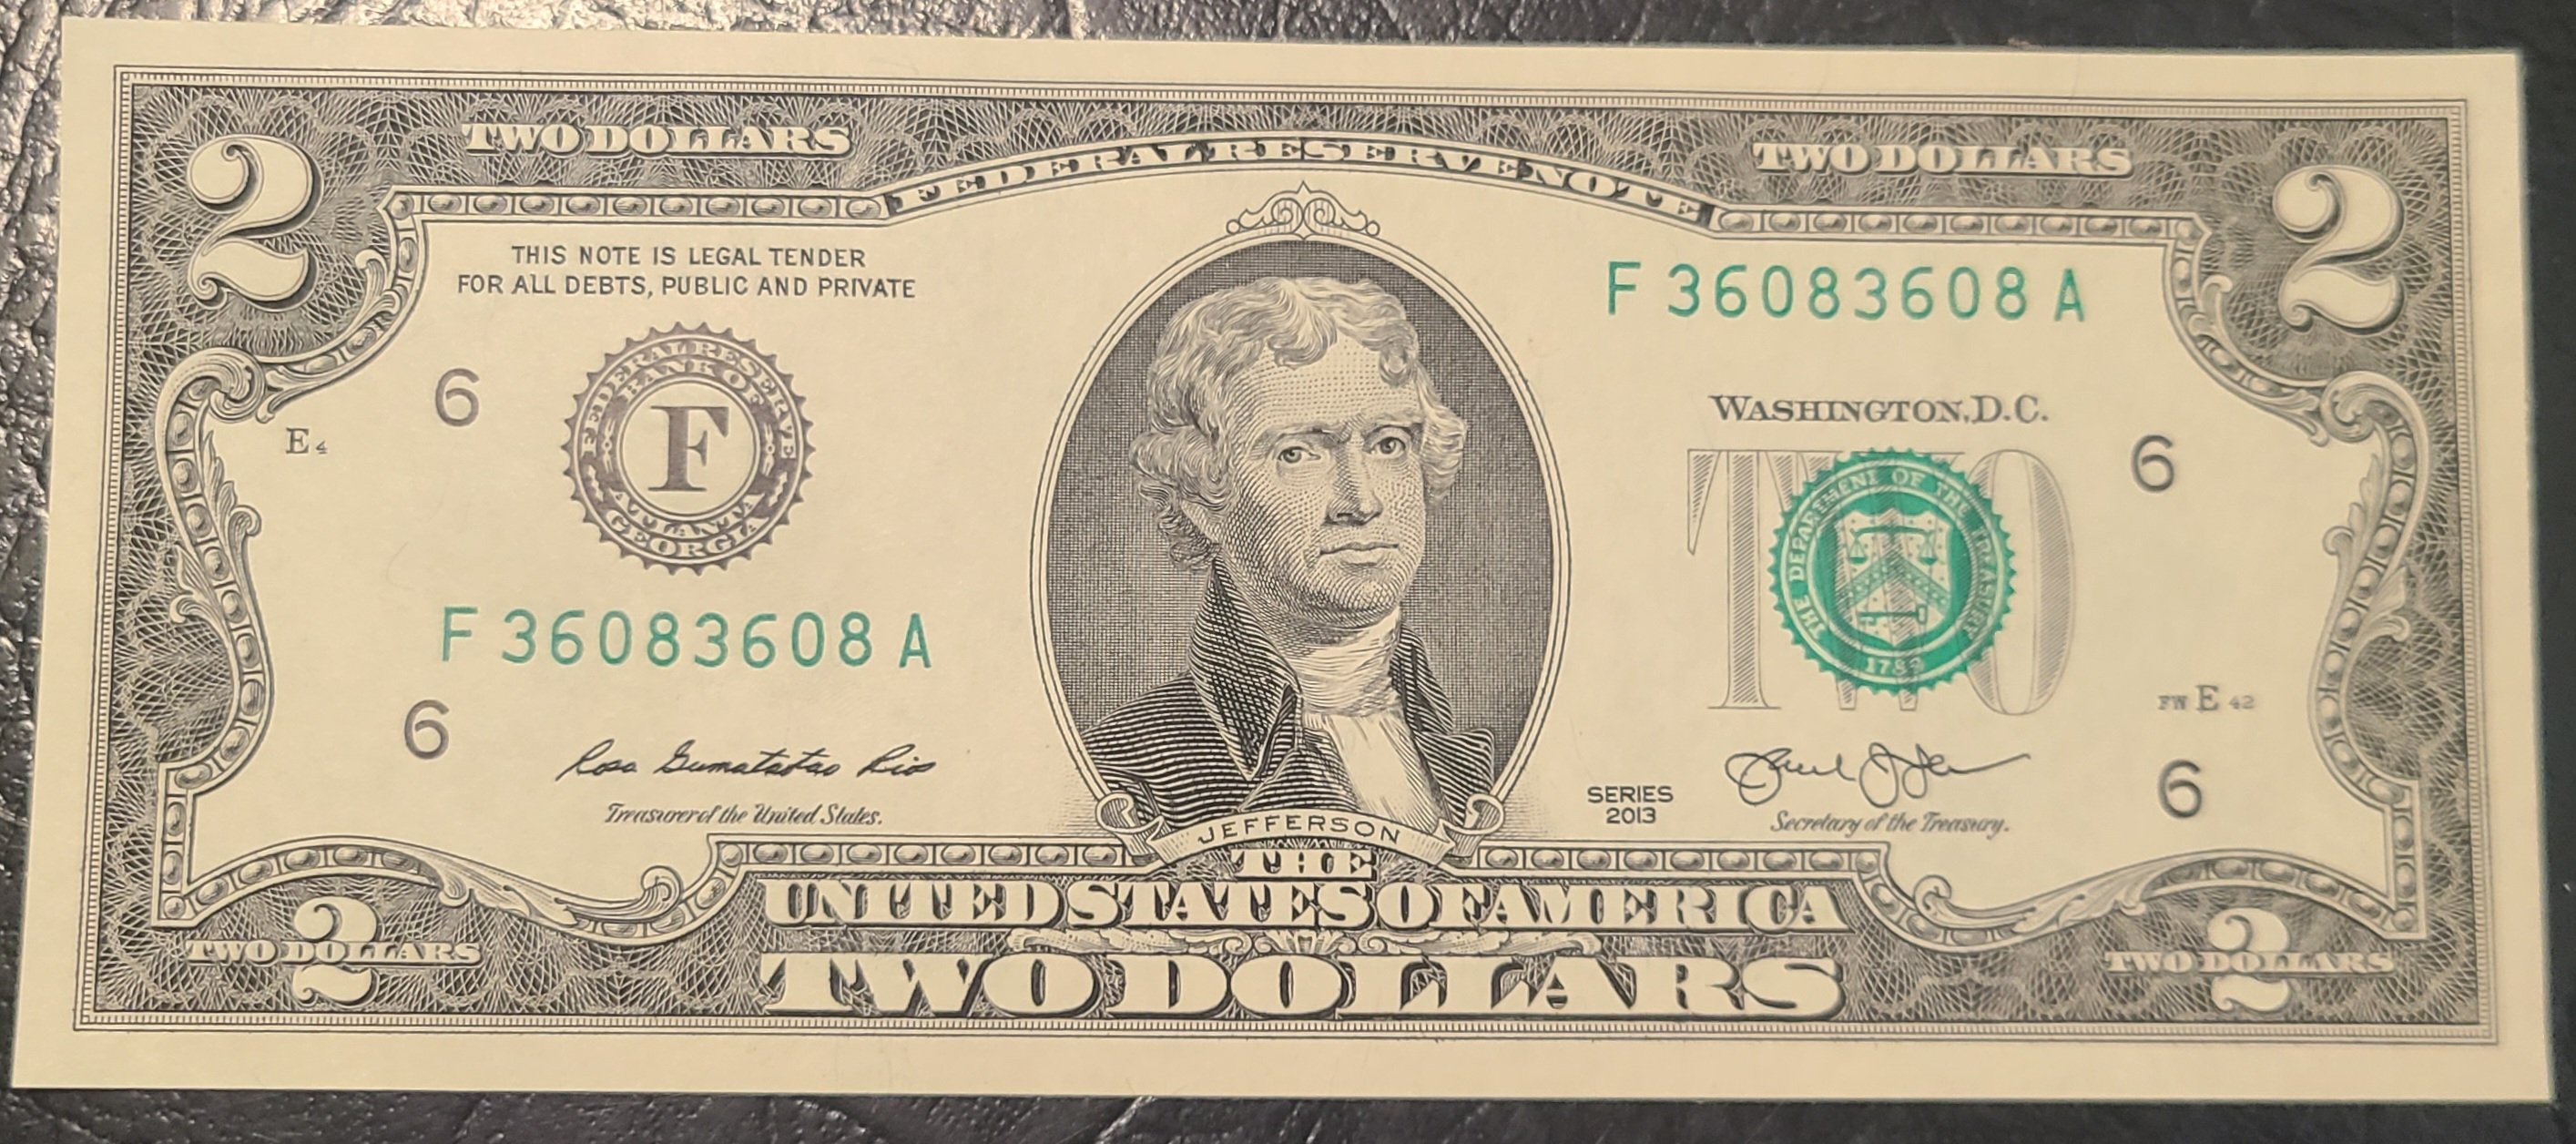 2
TWO DOLLARS
FEDERAL RESERVE NOTE
TWO DOLLARS
2
THIS NOTE IS LEGAL TENDER
FOR ALL DEBTS, PUBLIC AND PRIVATE
F 36083608 A
6
FEDERAL RESERVE
BANK OF
F
ATLANTA
GEORGIA
E 4
WASHINGTON, D.C.
TWO
THE DEPARTMENT OF THE TREASURY
1789
6
F 36083608 A
6
FW E 42
Rosa Gumatatao Rios
Treasurer of the United States.
SERIES
2013
Secretary of the Treasury.
6
JEFFERSON
THE
UNITED STATES OF AMERICA
TWO DOLLARS
2
TWO DOLLARS
2
TWO DOLLARS